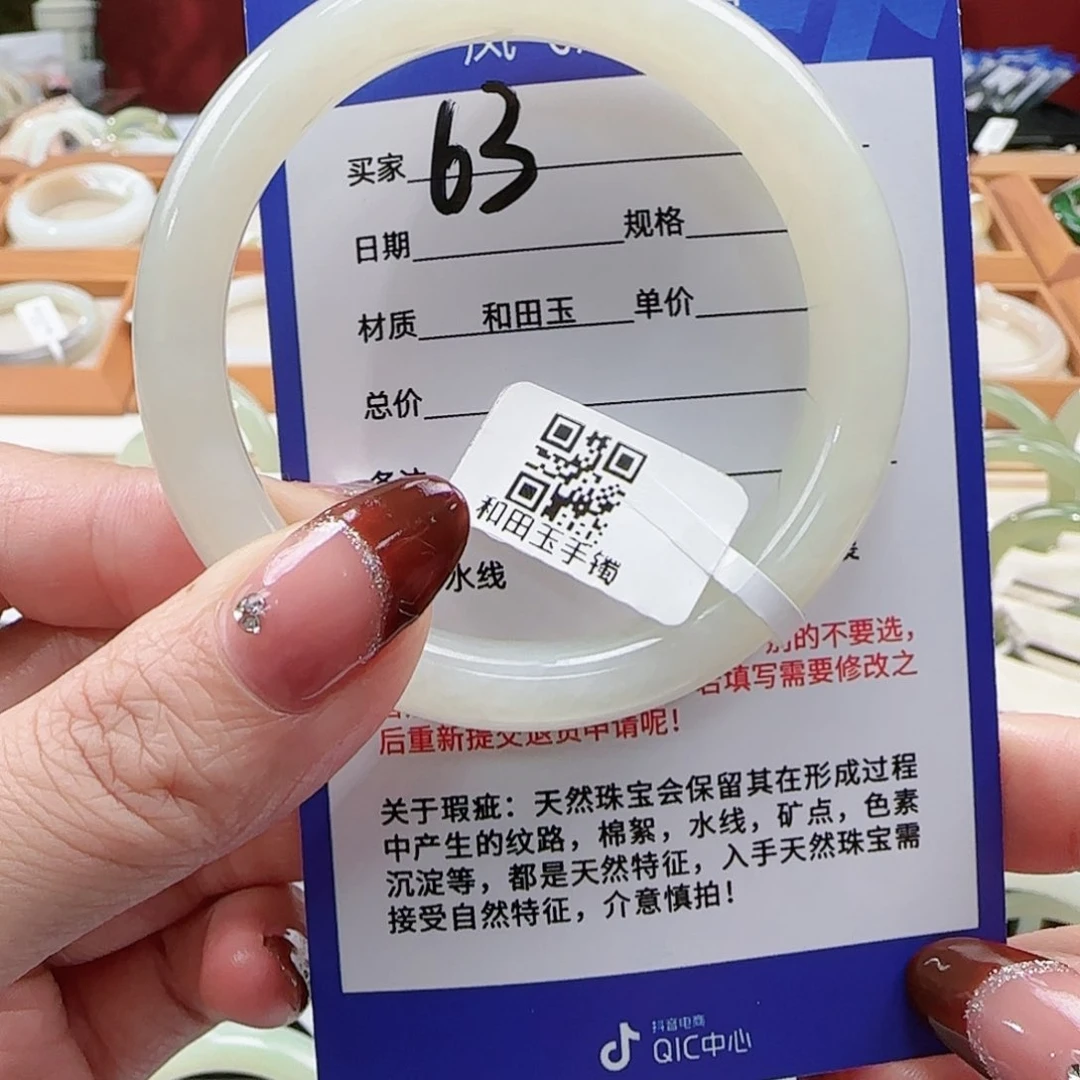 买家 63
日期 规格
材质 和田玉 单价
总价
和田玉手镯
水线
的不要选，
填写需要修改之
后重新提交退货申请呢！
关于瑕疵：天然珠宝会保留其在形成过程
中产生的纹路，棉絮，水线，矿点，色素
沉淀等，都是天然特征，入手天然珠宝需
接受自然特征，介意慎拍！
抖音电商
QIC中心